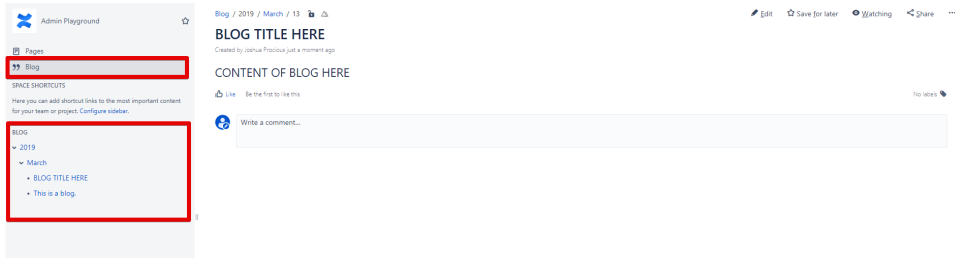 Admin Playground
Pages
Blog
SPACE SHORTCUTS
Here you can add shortcut links to the most important content
for your team or project. Configure sidebar.
BLOG
2019
March
BLOG TITLE HERE
This is a blog.
Blog / 2019 / March / 13
Edit Save for later Watching Share
BLOG TITLE HERE
Created by Joshua Procious just a moment ago
CONTENT OF BLOG HERE
Like Be the first to like this
No labels
Write a comment...